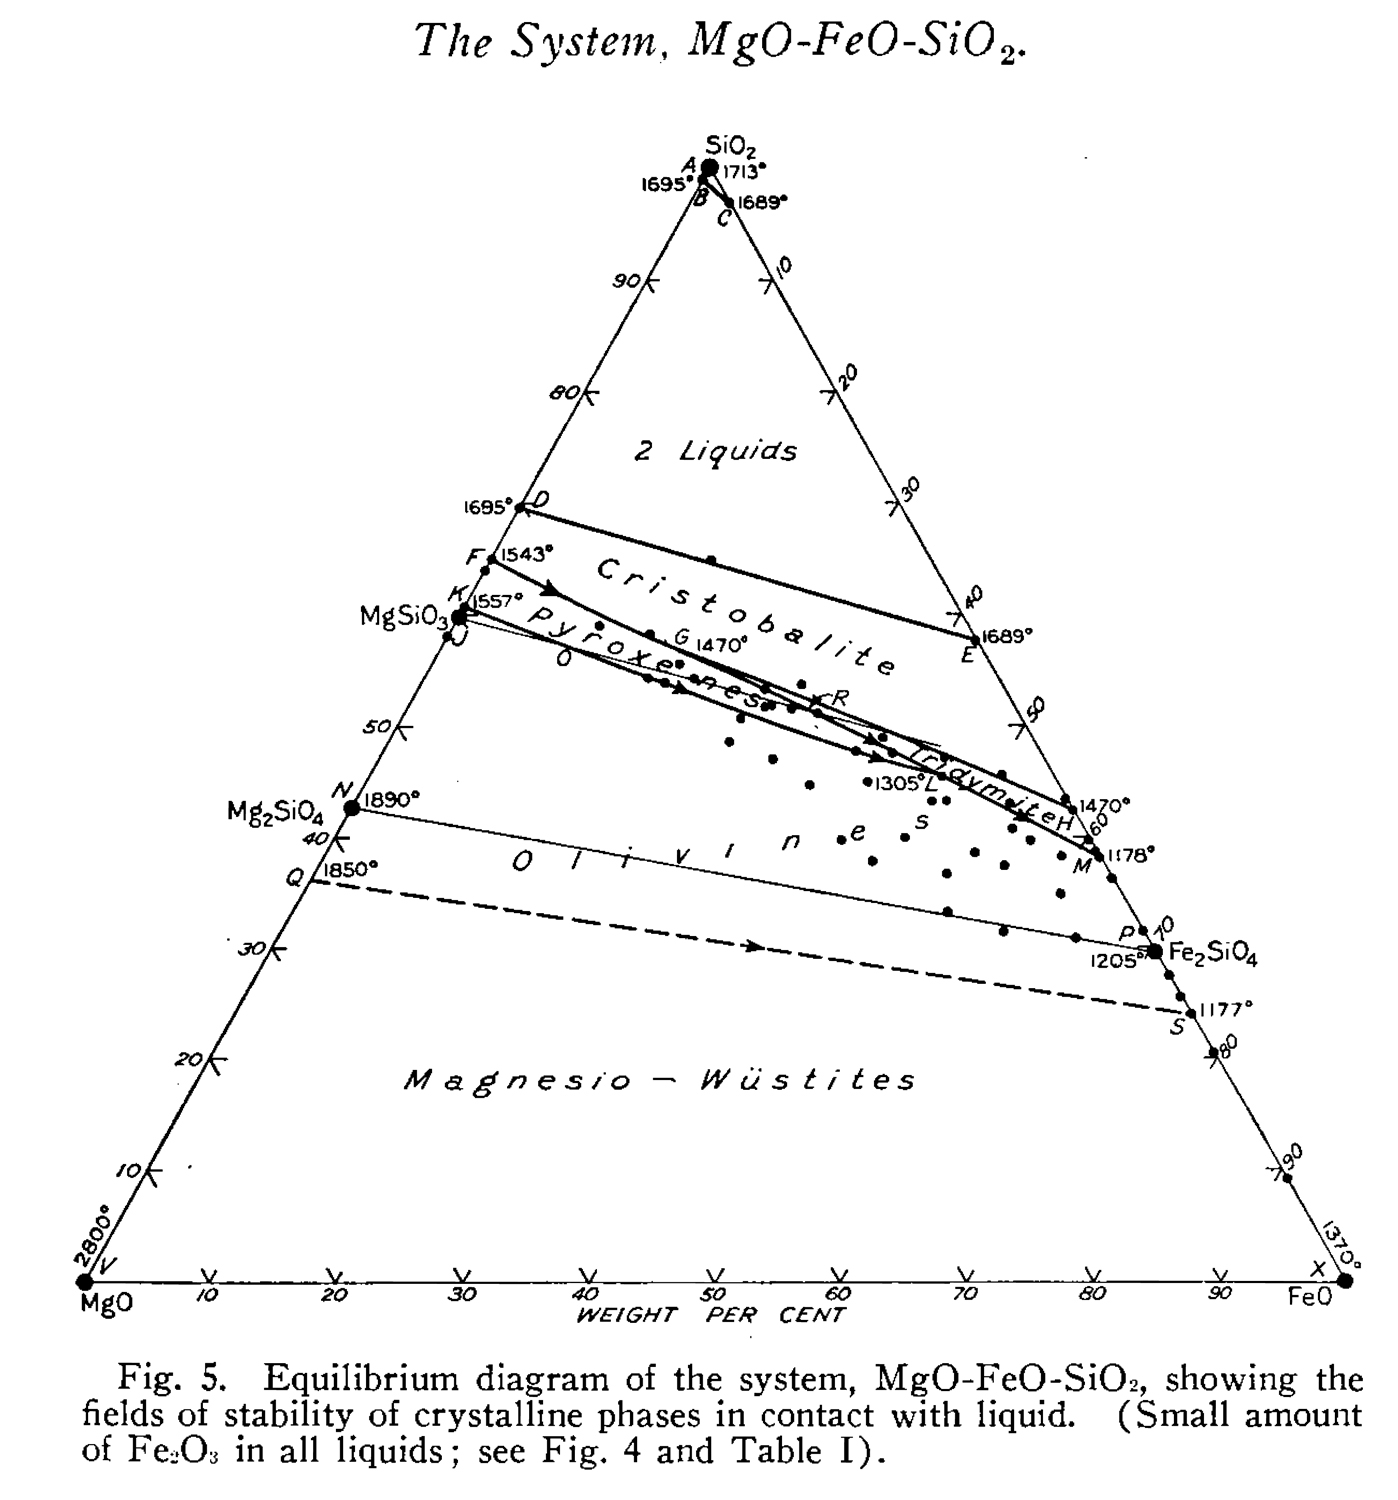 The System, MgO-FeO-SiO₂.
SiO₂
A
1713°
1695°
B
1689°
C
90
10
80
20
2 Liquids
30
1695°
D
F
1543°
Cristobalite
40
K
1557°
MgSiO₃
J
Pyroxenes
O
G
1470°
1689°
E
R
50
50
Tridymite
1305°
L
N
1890°
Mg₂SiO₄
40
H
1470°
60
Olivines
M
1178°
Q
1850°
30
P
70
1205°
Fe₂SiO₄
S
1177°
20
80
Magnesio - Wüstites
10
90
2800°
V
1370°
X
MgO
10
20
30
40
50
60
70
80
90
FeO
WEIGHT PER CENT
Fig. 5. Equilibrium diagram of the system, MgO-FeO-SiO₂, showing the
fields of stability of crystalline phases in contact with liquid. (Small amount
of Fe₂O₃ in all liquids; see Fig. 4 and Table I).